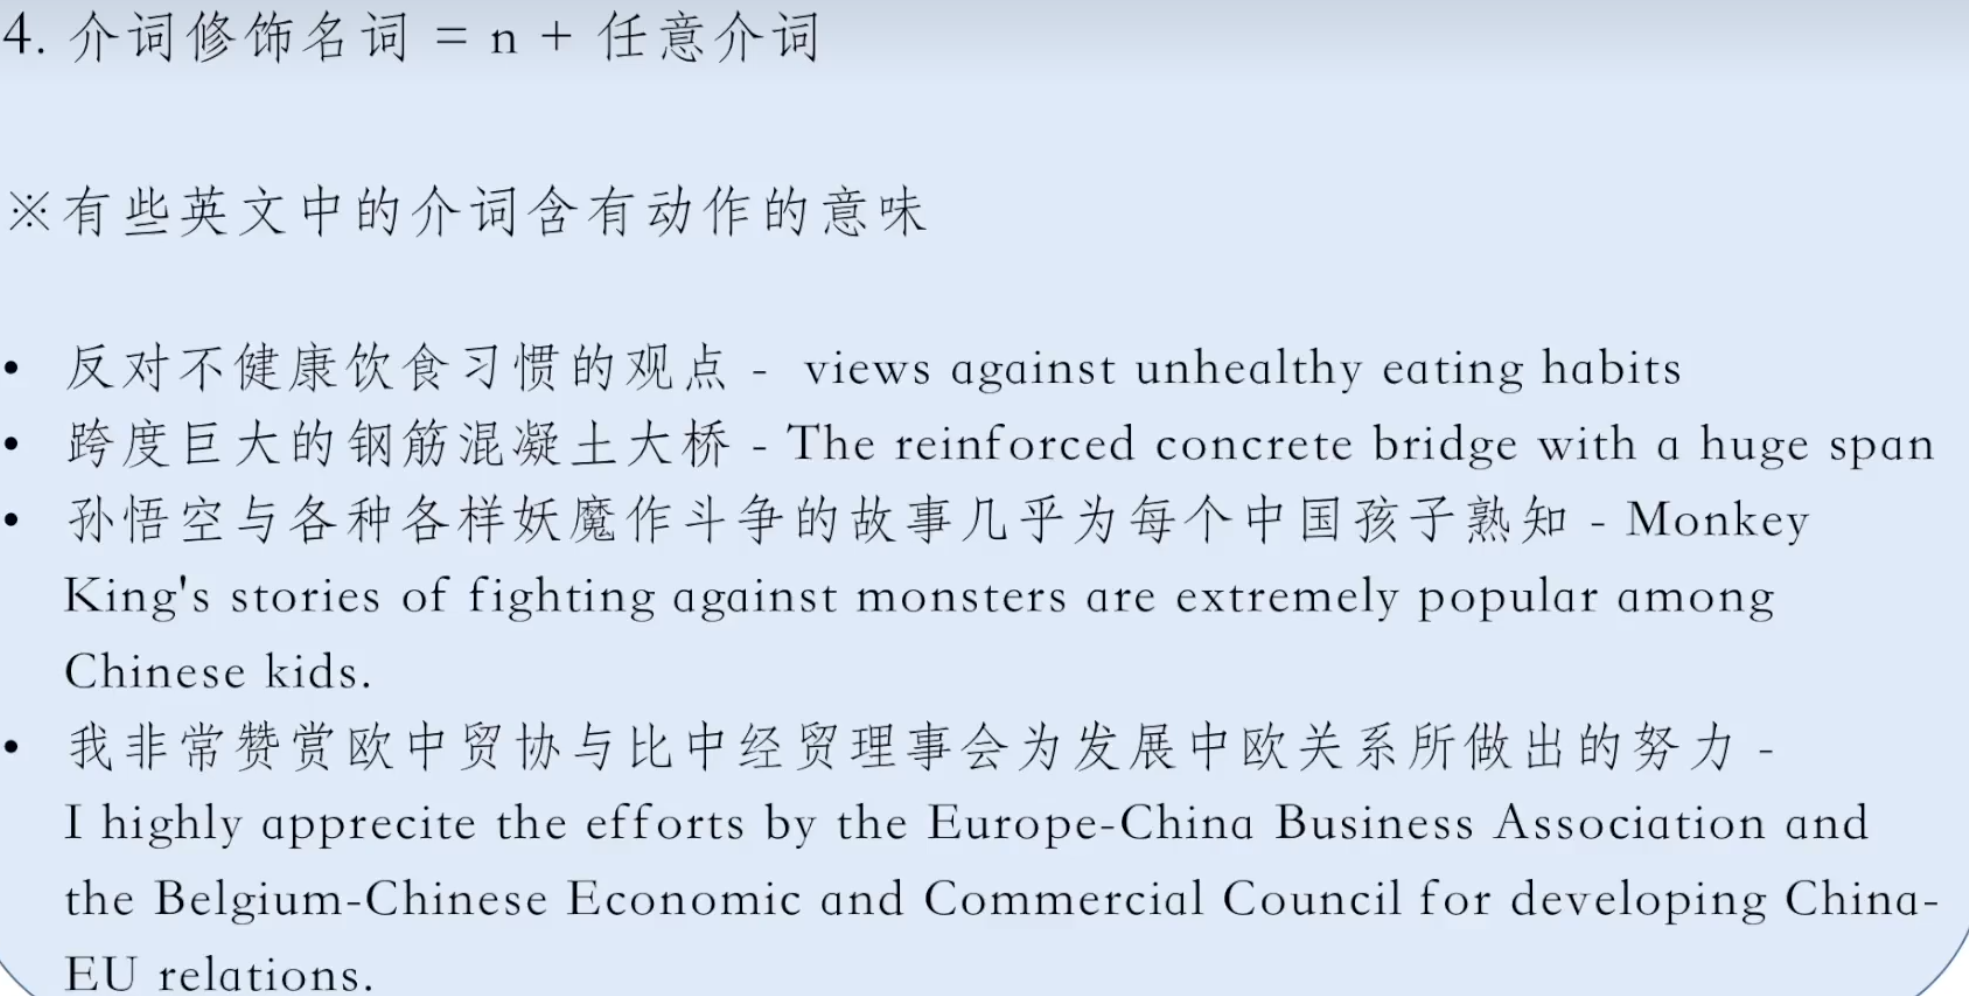 4. 介词修饰名词 = n + 任意介词
※有些英文中的介词含有动作的意味
• 反对不健康饮食习惯的观点 - views against unhealthy eating habits
• 跨度巨大的钢筋混凝土大桥 - The reinforced concrete bridge with a huge span
• 孙悟空与各种各样妖魔作斗争的故事几乎为每个中国孩子熟知 - Monkey
King's stories of fighting against monsters are extremely popular among
Chinese kids.
• 我非常赞赏欧中贸协与比中经贸理事会为发展中欧关系所做出的努力 -
I highly apprecite the efforts by the Europe-China Business Association and
the Belgium-Chinese Economic and Commercial Council for developing China-
EU relations.